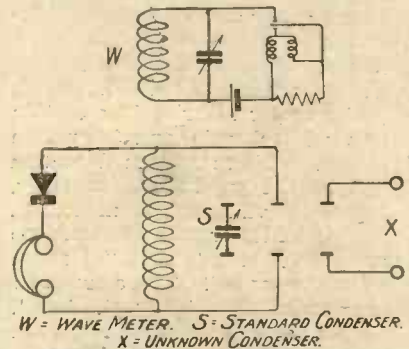 W
S
X
W = WAVE METER. S = STANDARD CONDENSER.
X = UNKNOWN CONDENSER.